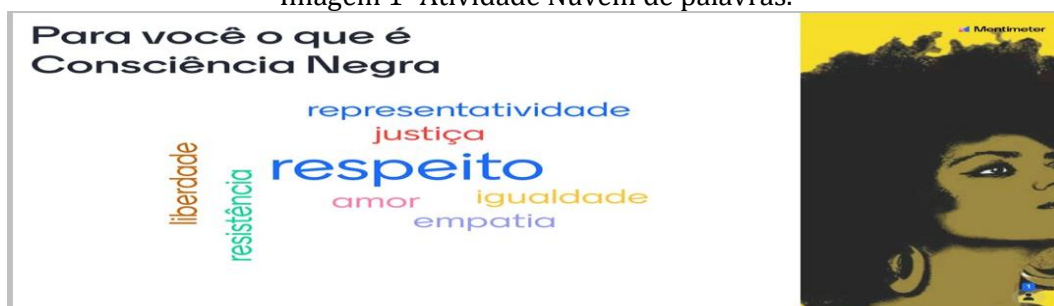 Imagem 1- Atividade Nuvem de palavras.
Para você o que é
Consciência Negra
Mentimeter
representatividade
justiça
respeito
liberdade
resistência
amor
igualdade
empatia
1